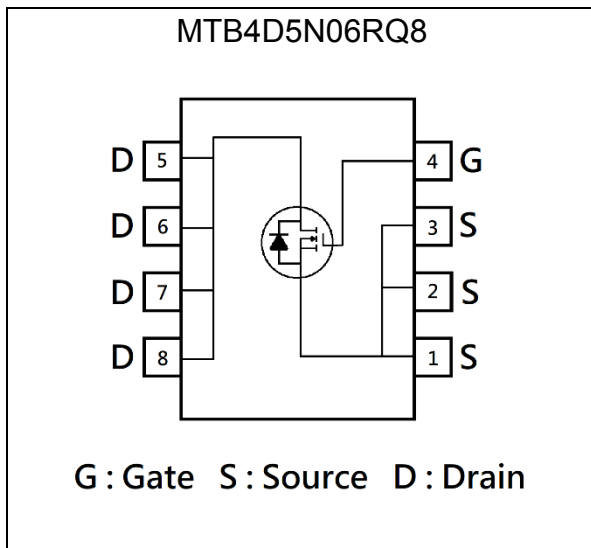 MTB4D5N06RQ8
D 5 4 G
D 6 3 S
D 7 2 S
D 8 1 S
G : Gate S : Source D : Drain